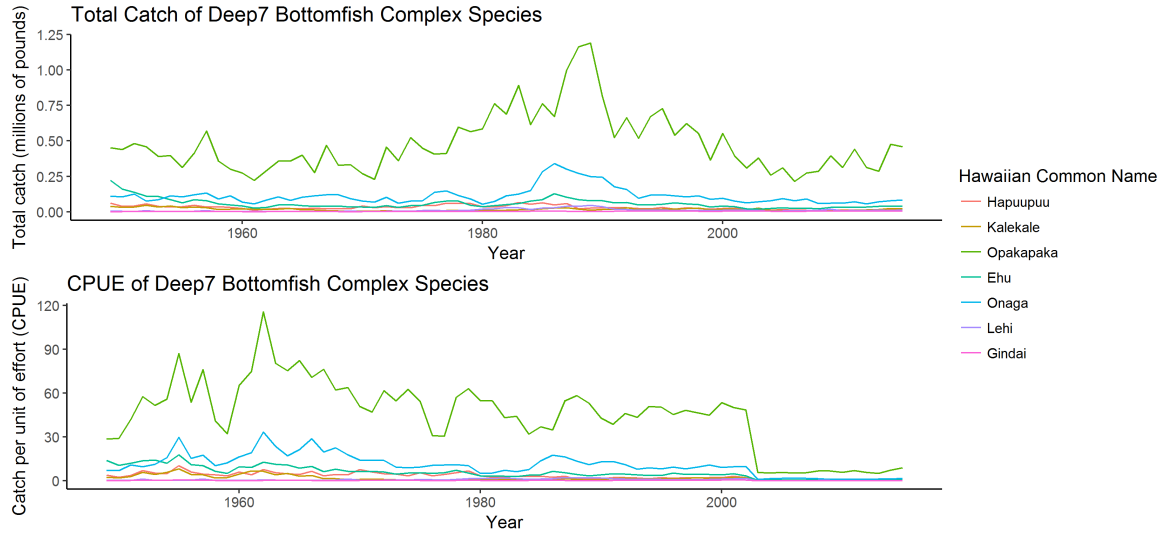 Total Catch of Deep7 Bottomfish Complex Species
Total catch (millions of pounds)
1.25
1.00
0.75
0.50
0.25
0.00
1960
1980
2000
Year
CPUE of Deep7 Bottomfish Complex Species
Catch per unit of effort (CPUE)
120
90
60
30
0
1960
1980
2000
Year
Hawaiian Common Name
Hapuupuu
Kalekale
Opakapaka
Ehu
Onaga
Lehi
Gindai